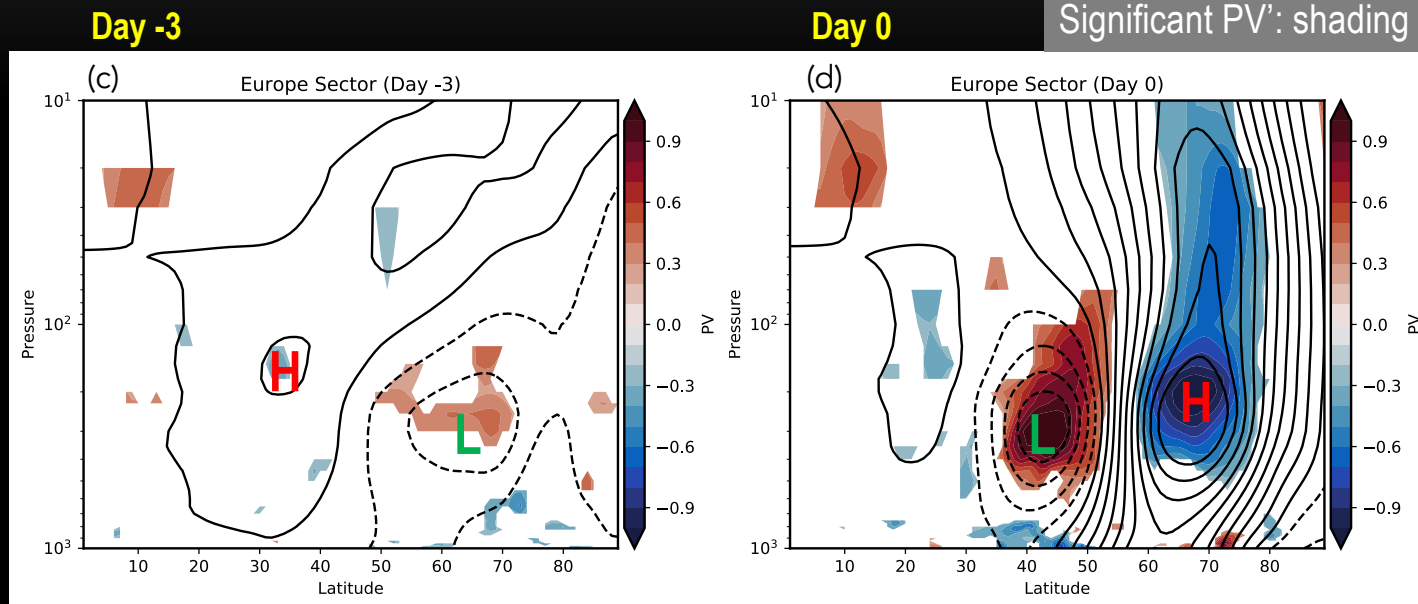 Day -3
Day 0
Significant PV’: shading
(c)
Europe Sector (Day -3)
10¹
10²
10³
Pressure
H
L
10 20 30 40 50 60 70 80
Latitude
0.9
0.6
0.3
0.0
−0.3
−0.6
−0.9
PV
(d)
Europe Sector (Day 0)
10¹
10²
10³
Pressure
L
H
10 20 30 40 50 60 70 80
Latitude
0.9
0.6
0.3
0.0
−0.3
−0.6
−0.9
PV